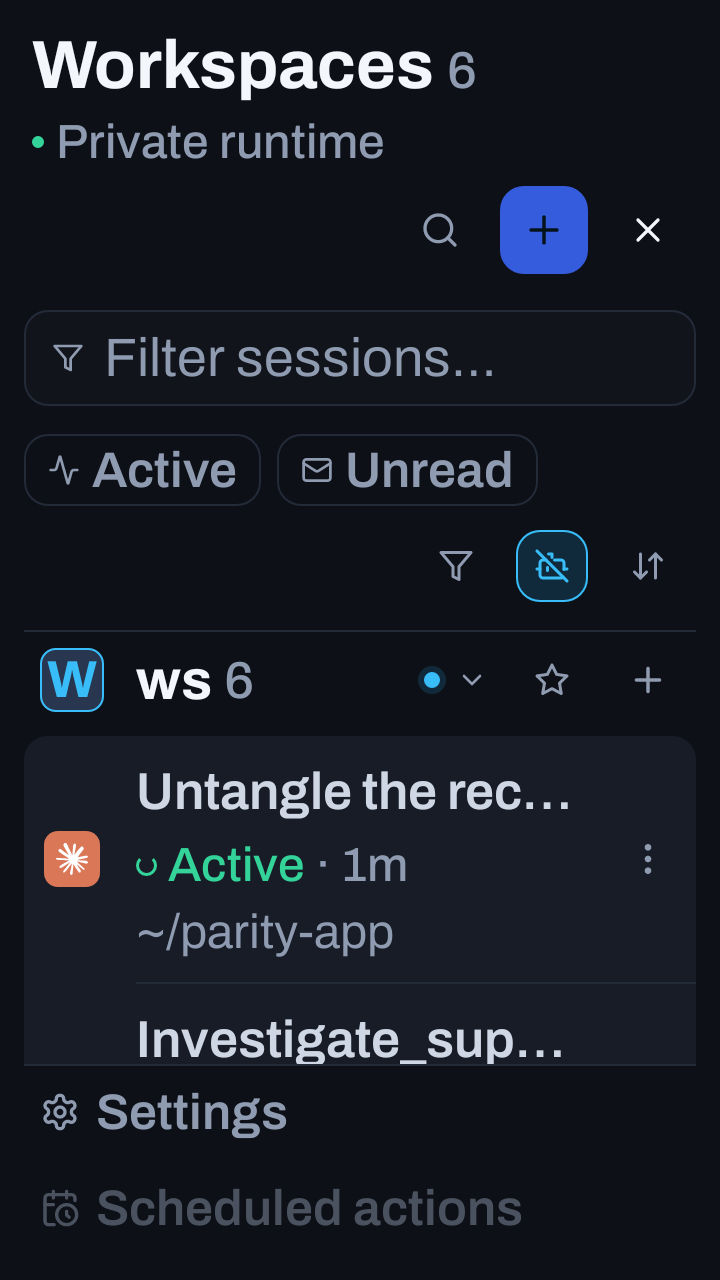 Workspaces 6
Private runtime
Filter sessions...
Active
Unread
W ws 6
Untangle the rec...
Active · 1m
~/parity-app
Investigate_sup...
Settings
Scheduled actions